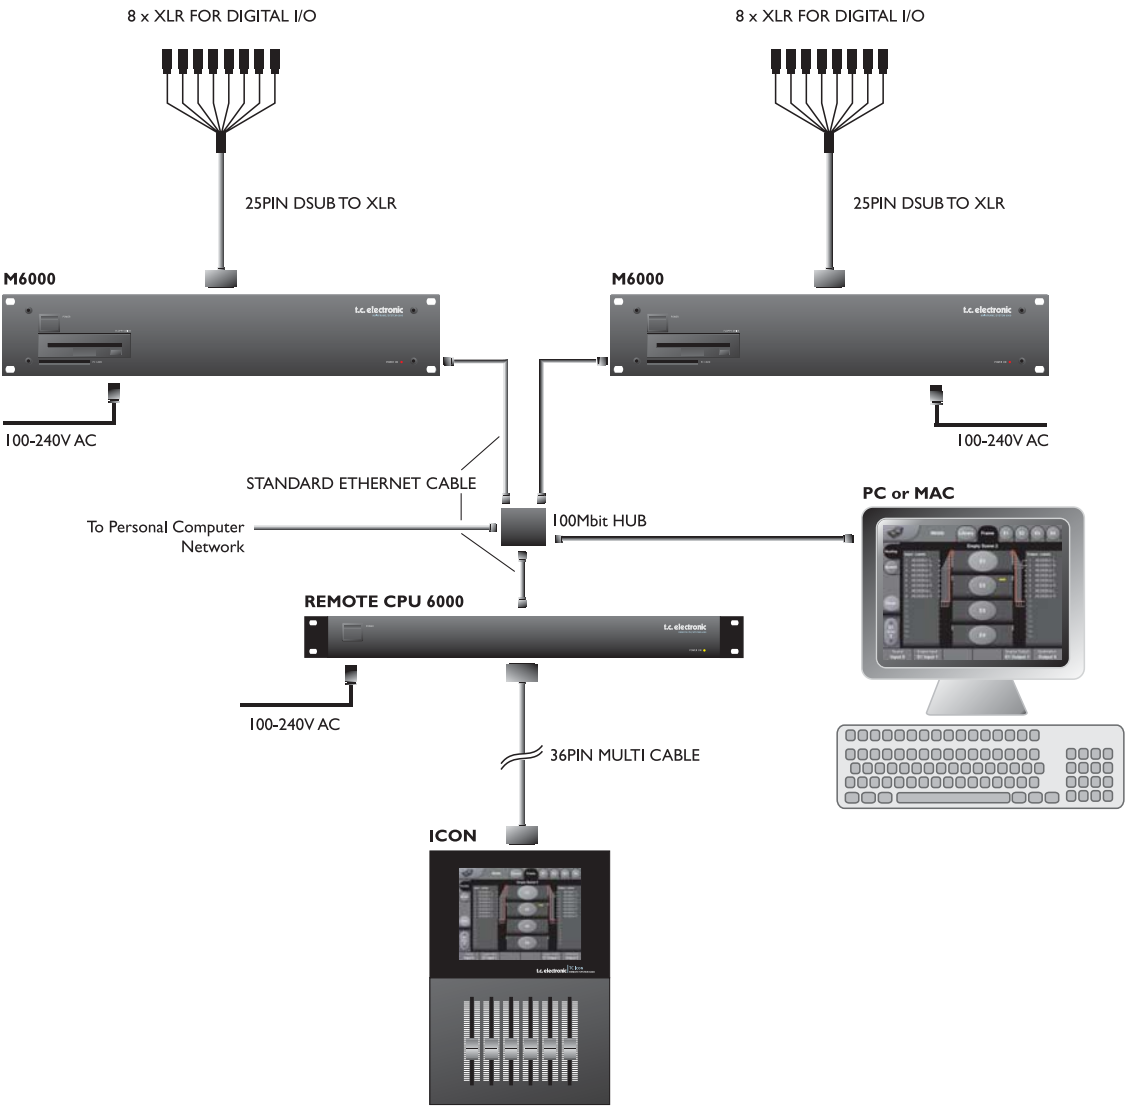 8 x XLR FOR DIGITAL I/O
8 x XLR FOR DIGITAL I/O
25PIN DSUB TO XLR
25PIN DSUB TO XLR
M6000
M6000
t.c. electronic
t.c. electronic
100-240V AC
100-240V AC
STANDARD ETHERNET CABLE
PC or MAC
To Personal Computer
Network
100Mbit HUB
Library
Frame
REMOTE CPU 6000
t.c. electronic
100-240V AC
36PIN MULTI CABLE
ICON
t.c. electronic